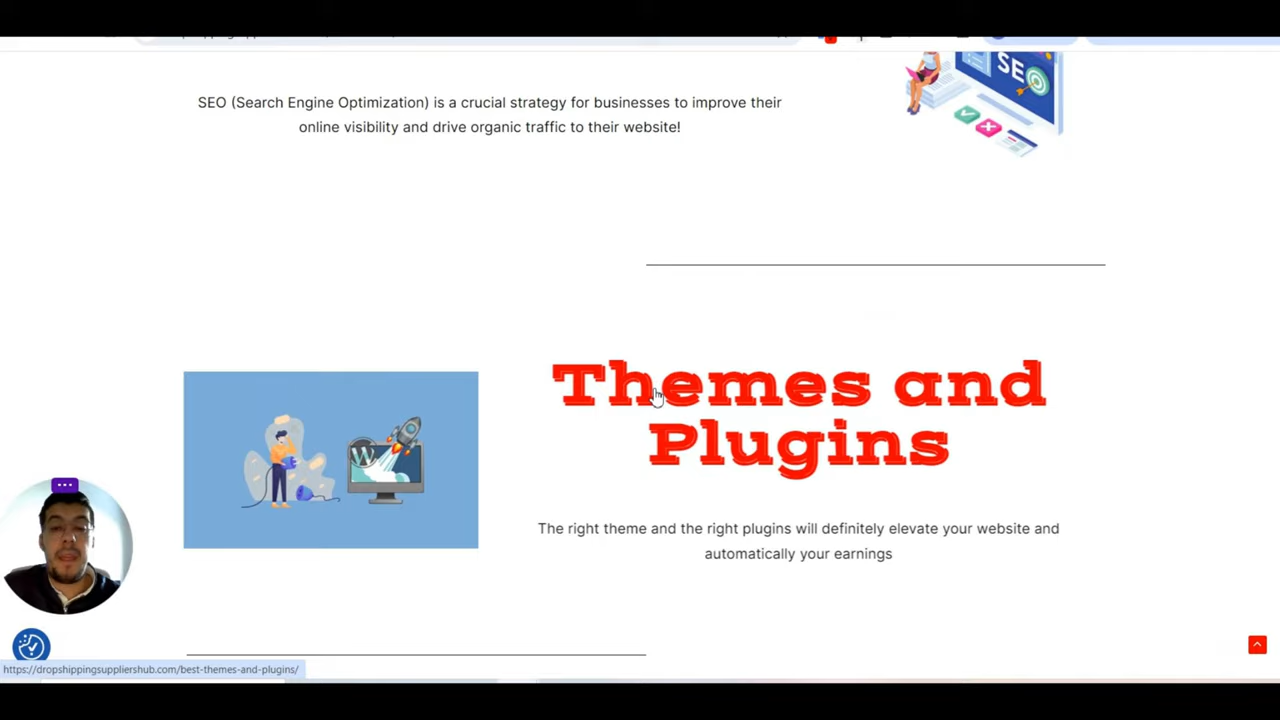 SEO
SEO (Search Engine Optimization) is a crucial strategy for businesses to improve their
online visibility and drive organic traffic to their website!
Themes and
Plugins
The right theme and the right plugins will definitely elevate your website and
automatically your earnings
https://dropshippingsuppliershub.com/best-themes-and-plugins/